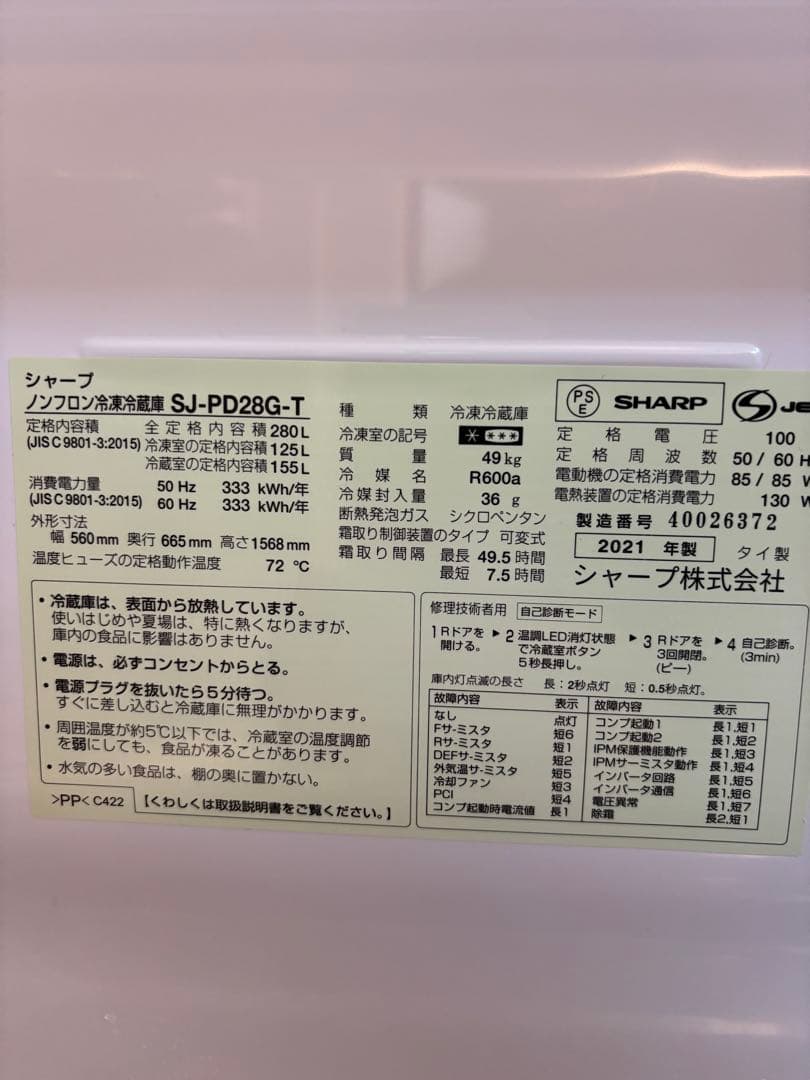 シャープ
ノンフロン冷凍冷蔵庫 SJ-PD28G-T
定格内容積 全定格内容積 280L
(JIS C 9801-3:2015) 冷凍室の定格内容積 125L
冷蔵室の定格内容積 155L
消費電力量 50 Hz 333 kWh/年
(JIS C 9801-3:2015) 60 Hz 333 kWh/年
外形寸法
幅 560mm 奥行 665mm 高さ 1568mm
温度ヒューズの定格動作温度 72 ℃
種類 冷凍冷蔵庫
冷凍室の記号
質量 49kg
冷媒名 R600a
冷媒封入量 36 g
断熱発泡ガス シクロペンタン
霜取り制御装置のタイプ 可変式
霜取り間隔 最長 49.5 時間
最短 7.5 時間
PS
E
SHARP
定格電圧 100
定格周波数 50/60 H
電動機の定格消費電力 85/85 W
電熱装置の定格消費電力 130 W
製造番号 40026372
2021 年製 タイ製
シャープ株式会社
・冷蔵庫は、表面から放熱しています。
使いはじめや夏場は、特に熱くなりますが、
庫内の食品に影響はありません。
・電源は、必ずコンセントからとる。
・電源プラグを抜いたら5分待つ。
すぐに差し込むと冷蔵庫に無理がかかります。
・周囲温度が約5℃以下では、冷蔵室の温度調節
を弱にしても、食品が凍ることがあります。
・水気の多い食品は、棚の奥に置かない。
>PP< C422 【くわしくは取扱説明書をご覧ください。】
修理技術者用 自己診断モード
1 Rドアを開ける。 ▶ 2 温調LED消灯状態で冷蔵室ボタン5秒長押し。 ▶ 3 Rドアを3回開閉。(ピー) ▶ 4 自己診断。(3min)
庫内灯点滅の長さ 長：2秒点灯 短：0.5秒点灯。
故障内容 表示
なし 点灯
Fサーミスタ 短6
Rサーミスタ 短1
DEFサーミスタ 短2
外気温サーミスタ 短5
冷却ファン 短3
PCI 短4
コンプ起動時電流値 長1
故障内容 表示
コンプ起動1 長1,短1
コンプ起動2 長1,短2
IPM保護機能動作 長1,短3
IPMサーミスタ動作 長1,短4
インバータ回路 長1,短5
インバータ通信 長1,短6
電圧異常 長1,短7
除霜 長2,短1